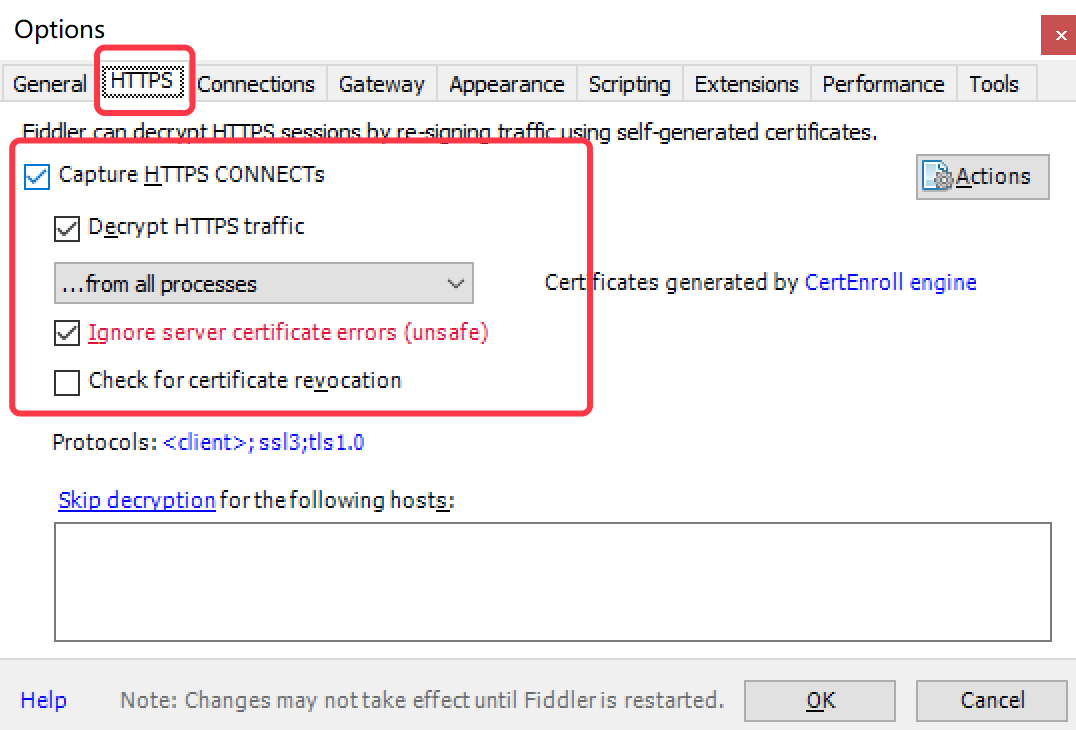 Options
General HTTPS Connections Gateway Appearance Scripting Extensions Performance Tools
Fiddler can decrypt HTTPS sessions by re-signing traffic using self-generated certificates.
Capture HTTPS CONNECTs
Actions
Decrypt HTTPS traffic
...from all processes
Certificates generated by CertEnroll engine
Ignore server certificate errors (unsafe)
Check for certificate revocation
Protocols: <client>;ssl3;tls1.0
Skip decryption for the following hosts:
Help Note: Changes may not take effect until Fiddler is restarted. OK Cancel